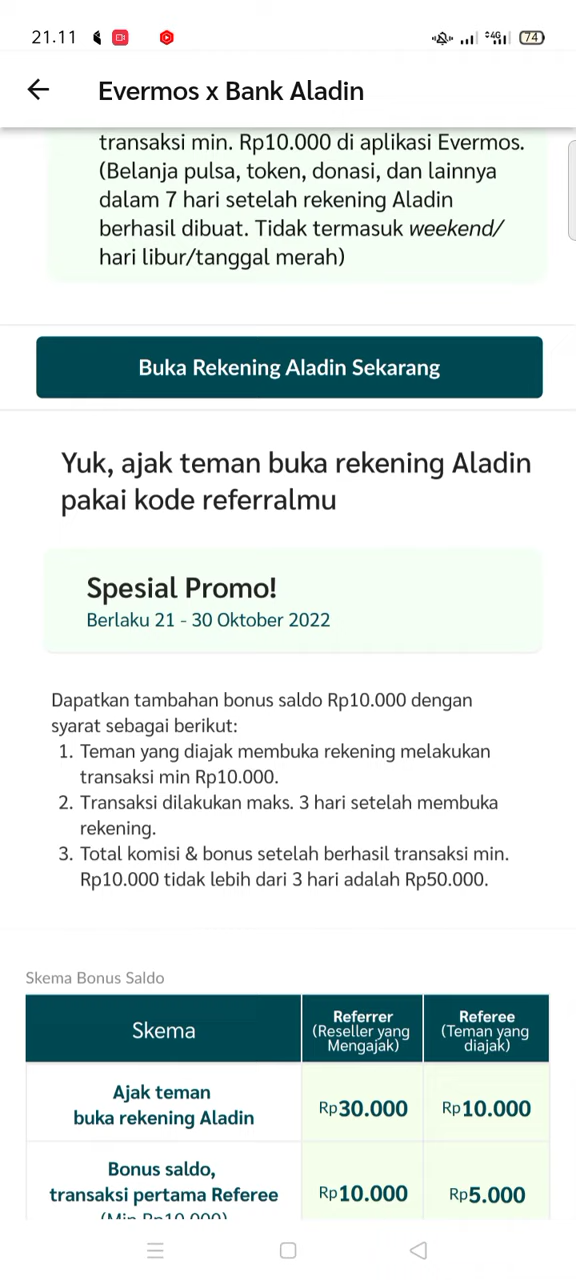 21.11
4G
74
Evermos x Bank Aladin
transaksi min. Rp10.000 di aplikasi Evermos.
(Belanja pulsa, token, donasi, dan lainnya
dalam 7 hari setelah rekening Aladin
berhasil dibuat. Tidak termasuk weekend/
hari libur/tanggal merah)
Buka Rekening Aladin Sekarang
Yuk, ajak teman buka rekening Aladin
pakai kode referralmu
Spesial Promo!
Berlaku 21 - 30 Oktober 2022
Dapatkan tambahan bonus saldo Rp10.000 dengan
syarat sebagai berikut:
1. Teman yang diajak membuka rekening melakukan
transaksi min Rp10.000.
2. Transaksi dilakukan maks. 3 hari setelah membuka
rekening.
3. Total komisi & bonus setelah berhasil transaksi min.
Rp10.000 tidak lebih dari 3 hari adalah Rp50.000.
Skema Bonus Saldo
Skema
Referrer
(Reseller yang
Mengajak)
Referee
(Teman yang
diajak)
Ajak teman
buka rekening Aladin
Rp30.000
Rp10.000
Bonus saldo,
transaksi pertama Referee
(Min Rp10.000)
Rp10.000
Rp5.000